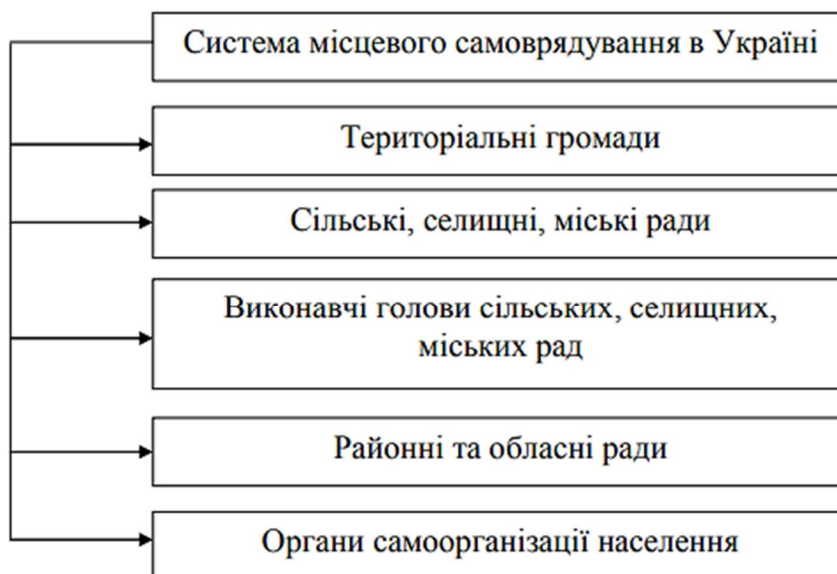 Система місцевого самоврядування в Україні
Територіальні громади
Сільські, селищні, міські ради
Виконавчі голови сільських, селищних,
міських рад
Районні та обласні ради
Органи самоорганізації населення